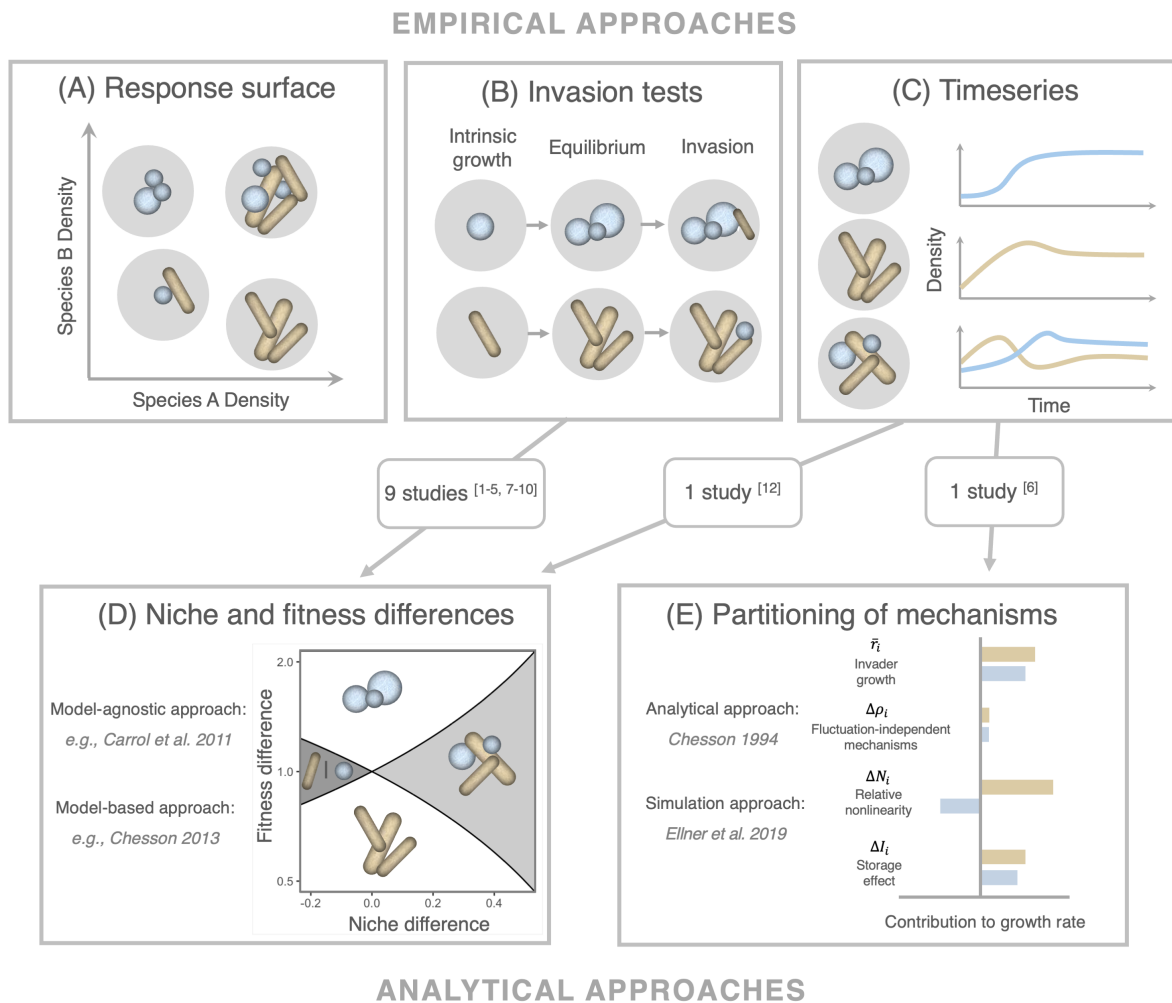 EMPIRICAL APPROACHES
(A) Response surface
Species B Density
Species A Density
(B) Invasion tests
Intrinsic
growth
Equilibrium
Invasion
(C) Timeseries
Density
Time
9 studies [1-5, 7-10]
1 study [12]
1 study [6]
(D) Niche and fitness differences
Model-agnostic approach:
e.g., Carrol et al. 2011
Model-based approach:
e.g., Chesson 2013
Fitness difference
2.0
1.0
0.5
-0.2
0.0
0.2
0.4
Niche difference
(E) Partitioning of mechanisms
Analytical approach:
Chesson 1994
Simulation approach:
Ellner et al. 2019
r̄ᵢ
Invader
growth
Δρᵢ
Fluctuation-independent
mechanisms
ΔNᵢ
Relative
nonlinearity
ΔIᵢ
Storage
effect
Contribution to growth rate
ANALYTICAL APPROACHES